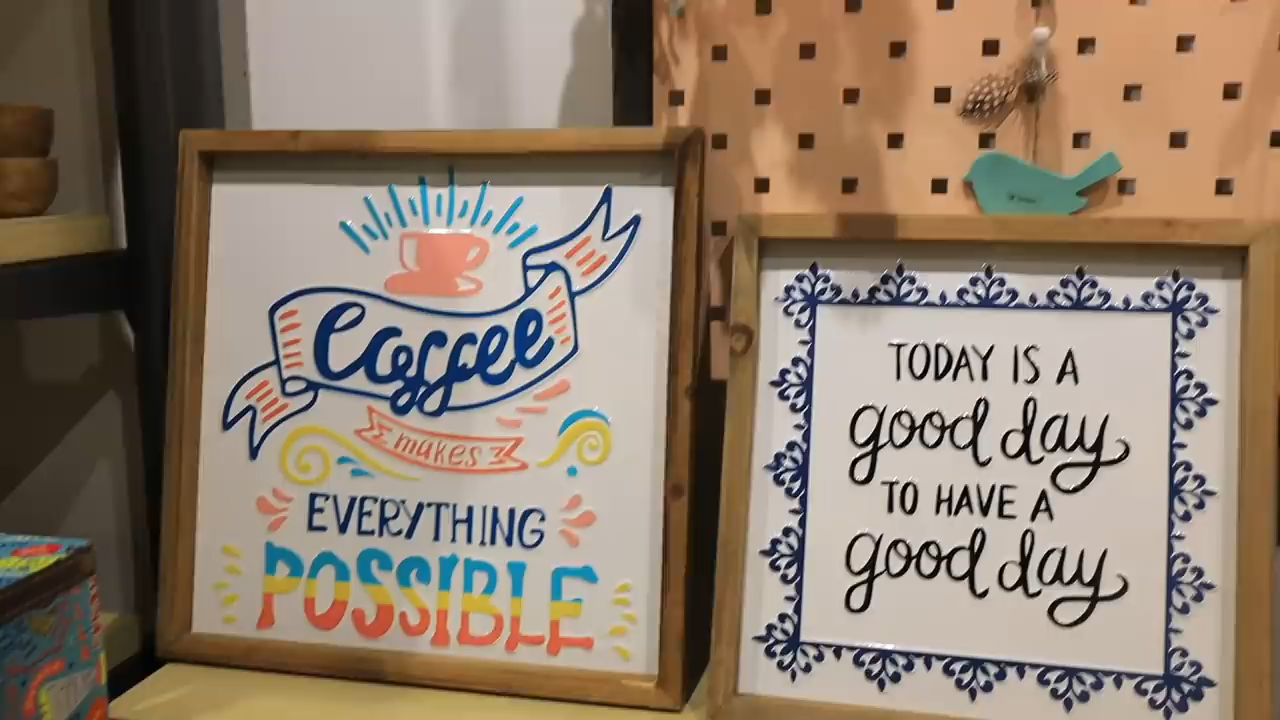 Coffee
makes
EVERYTHING
POSSIBLE
TODAY IS A
good day
TO HAVE A
good day